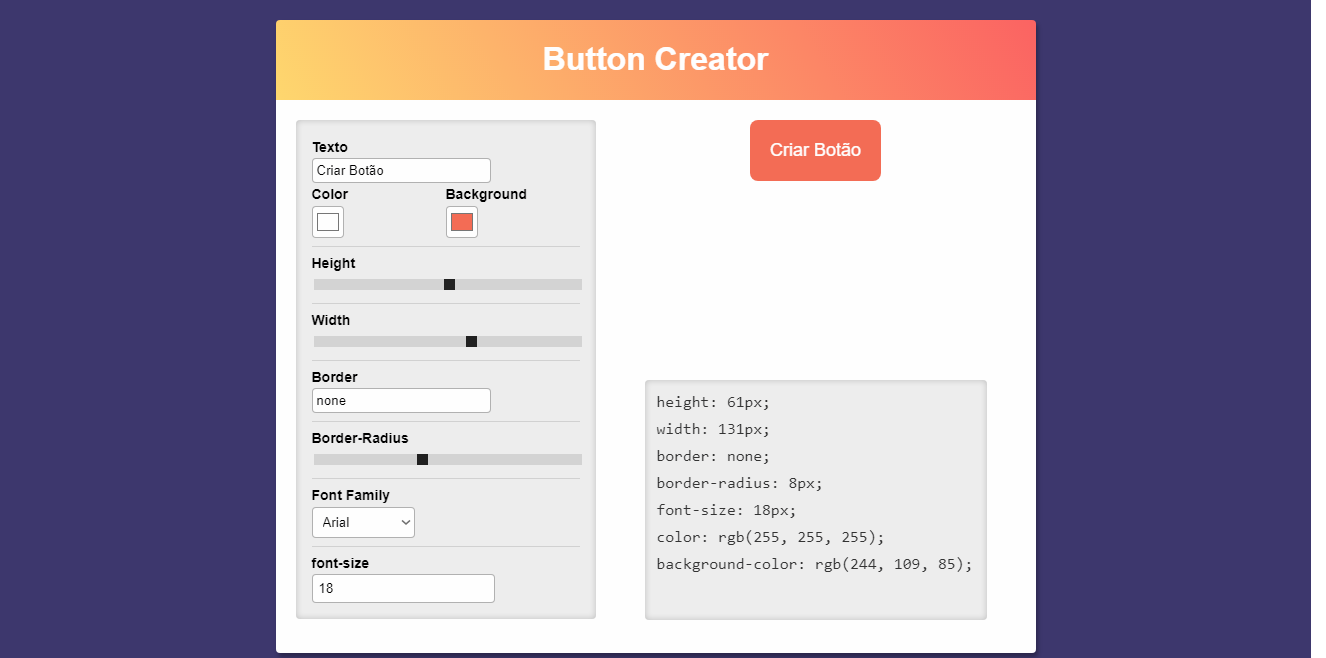 Button Creator
Texto
Criar Botão
Color Background
Height
Width
Border
none
Border-Radius
Font Family
Arial
font-size
18
Criar Botão
height: 61px;
width: 131px;
border: none;
border-radius: 8px;
font-size: 18px;
color: rgb(255, 255, 255);
background-color: rgb(244, 109, 85);